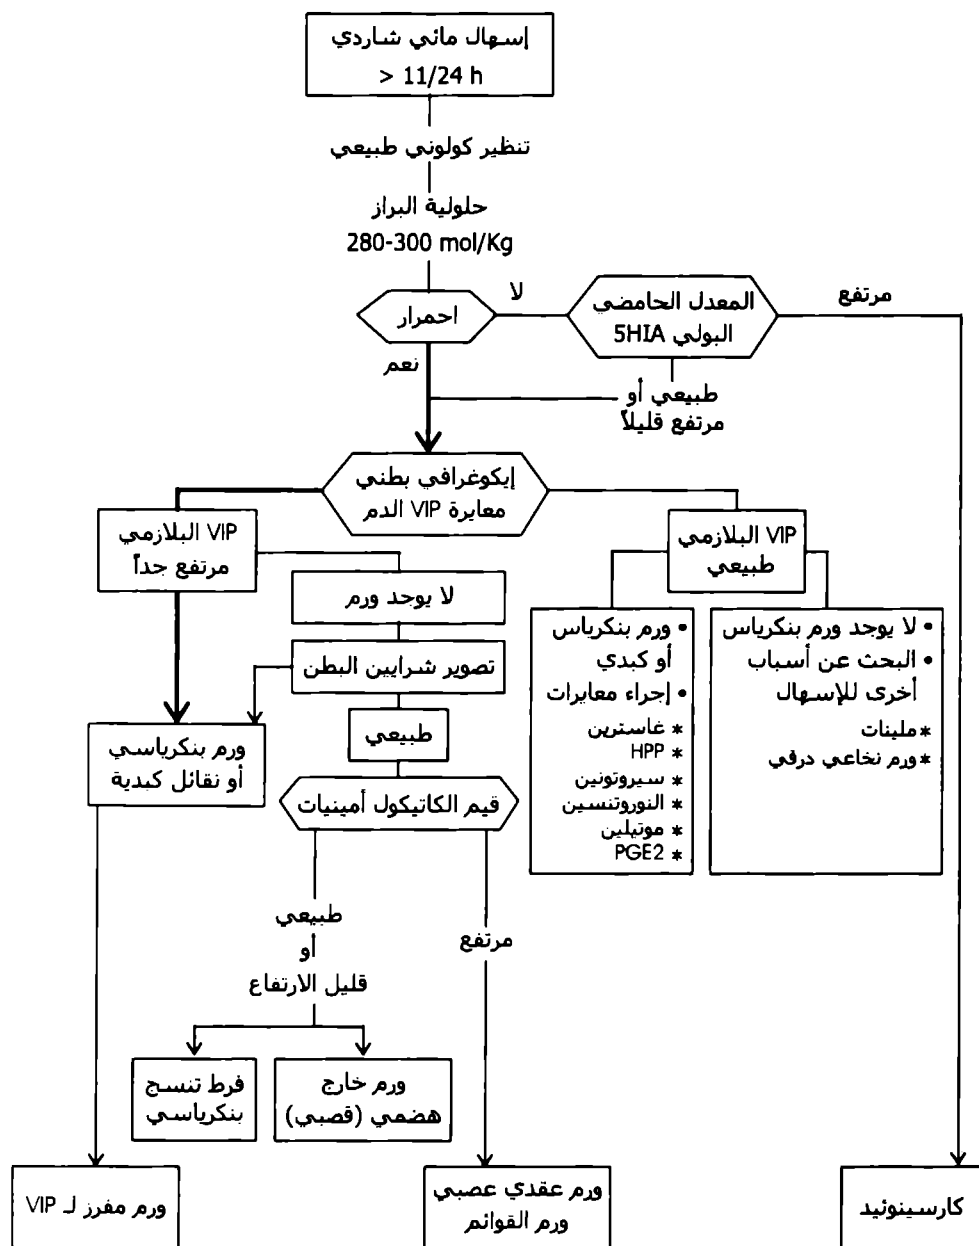 إسهال مائي شاردي
> 11/24 h
تنظير كولوني طبيعي
حلولية البراز
280-300 mol/Kg
احمرار
لا
المعدل الحامضي
البولي 5HIA
مرتفع
نعم
طبيعي أو
مرتفع قليلاً
إيكوغرافي بطني
معايرة VIP الدم
VIP البلازمي
مرتفع جداً
VIP البلازمي
طبيعي
لا يوجد ورم
تصوير شرايين البطن
طبيعي
ورم بنكرياسي
أو نقائل كبدية
• ورم بنكرياس
أو كبدي
• إجراء معايرات
* غاسترين
* HPP
* سيروتونين
* النوروتنسين
* موتيلين
* PGE2
• لا يوجد ورم بنكرياس
• البحث عن أسباب
أخرى للإسهال
* ملينات
* ورم نخاعي درقي
قيم الكاتيكول أمينيات
طبيعي
أو
قليل الارتفاع
مرتفع
فرط تنسج
بنكرياسي
ورم خارج
هضمي (قصبي)
ورم مفرز لـ VIP
ورم عقدي عصبي
ورم القوائم
كارسينوئيد